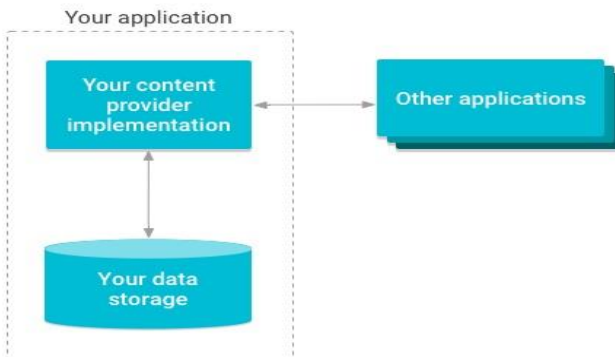 Your application
Your content
provider
implementation
Other applications
Your data
storage